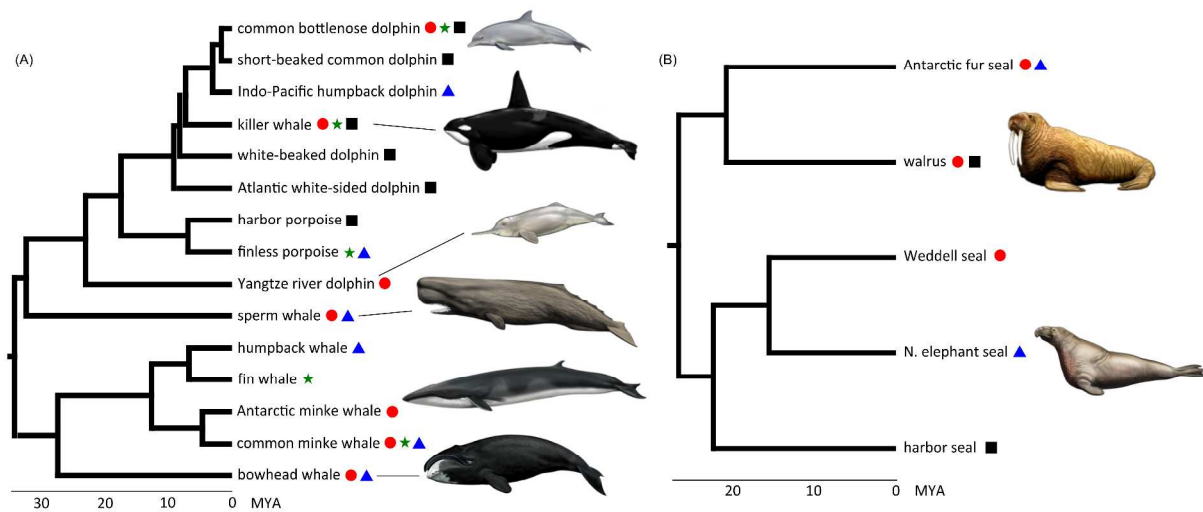 (A)
common bottlenose dolphin
short-beaked common dolphin
Indo-Pacific humpback dolphin
killer whale
white-beaked dolphin
Atlantic white-sided dolphin
harbor porpoise
finless porpoise
Yangtze river dolphin
sperm whale
humpback whale
fin whale
Antarctic minke whale
common minke whale
bowhead whale
30 20 10 0 MYA
(B)
Antarctic fur seal
walrus
Weddell seal
N. elephant seal
harbor seal
20 10 0 MYA